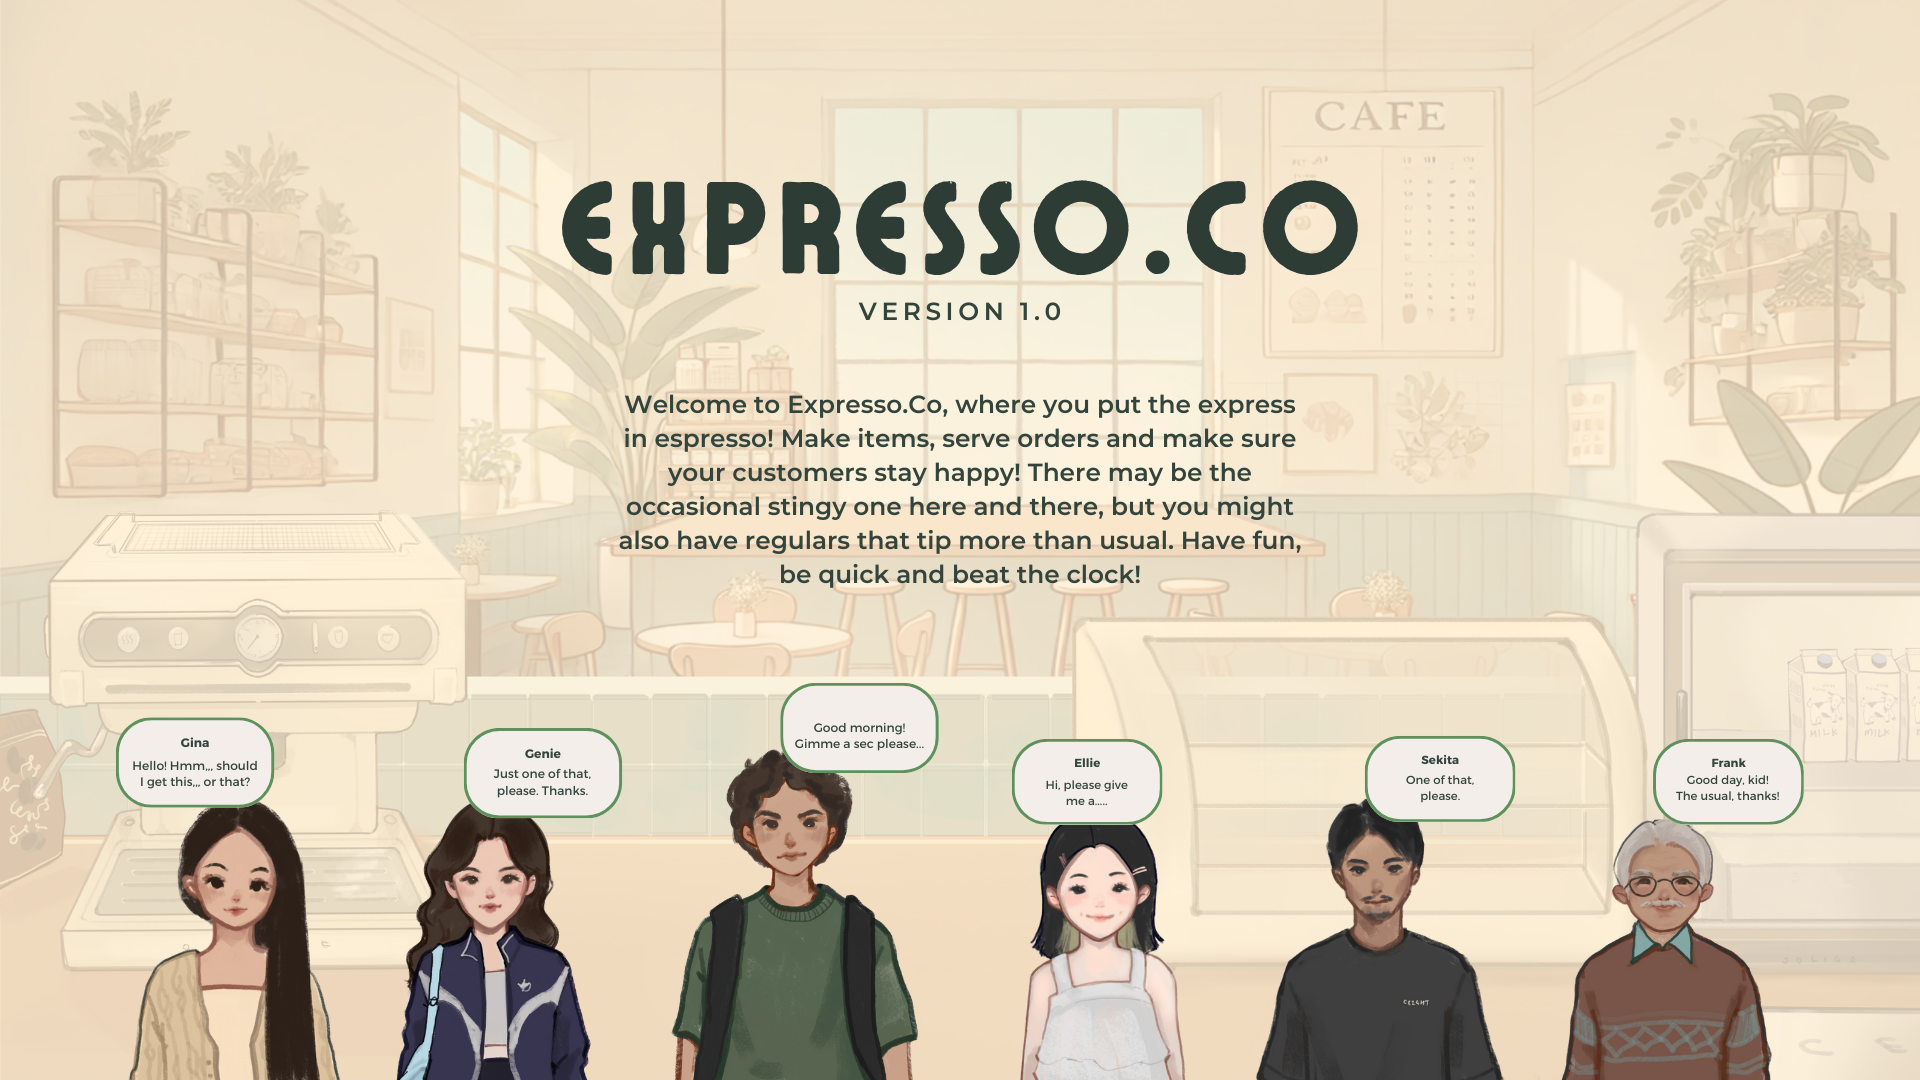 CAFE
EXPRESSO.CO
VERSION 1.0
Welcome to Expresso.Co, where you put the express
in espresso! Make items, serve orders and make sure
your customers stay happy! There may be the
occasional stingy one here and there, but you might
also have regulars that tip more than usual. Have fun,
be quick and beat the clock!
Gina
Hello! Hmm,,, should
I get this,,, or that?
Genie
Just one of that,
please. Thanks.
Good morning!
Gimme a sec please...
Ellie
Hi, please give
me a.....
Sekita
One of that,
please.
Frank
Good day, kid!
The usual, thanks!
MILK
MILK